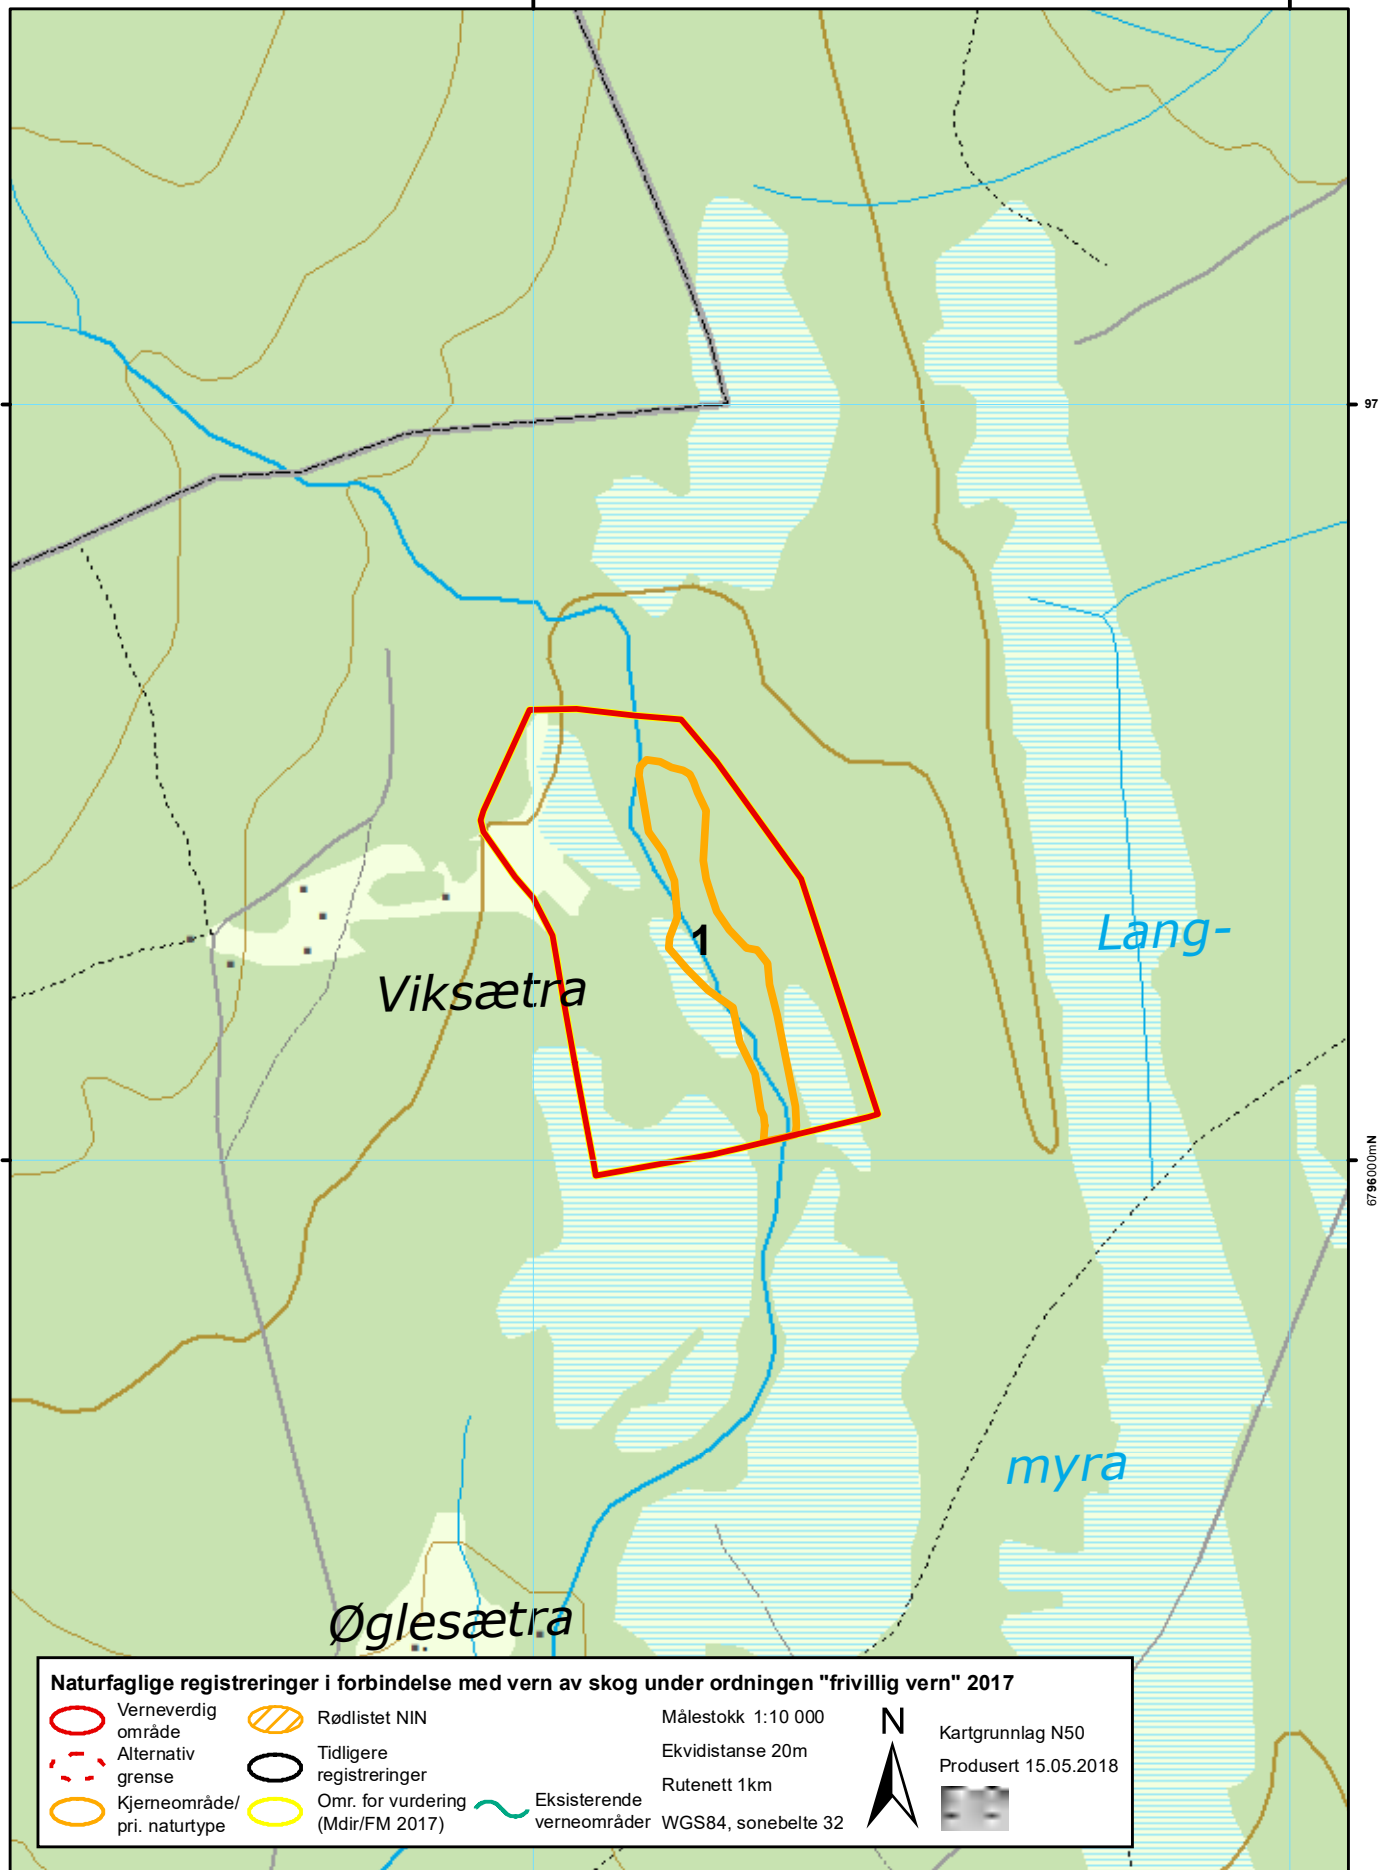 97
Lang-
1
Viksætra
6796000mN
myra
Øglesætra
Naturfaglige registreringer i forbindelse med vern av skog under ordningen "frivillig vern" 2017
Verneverdig
område
Alternativ
grense
Kjerneområde/
pri. naturtype
Rødlistet NIN
Tidligere
registreringer
Omr. for vurdering
(Mdir/FM 2017)
Eksisterende
verneområder
Målestokk 1:10 000
Ekvidistanse 20m
Rutenett 1km
WGS84, sonebelte 32
N
Kartgrunnlag N50
Produsert 15.05.2018